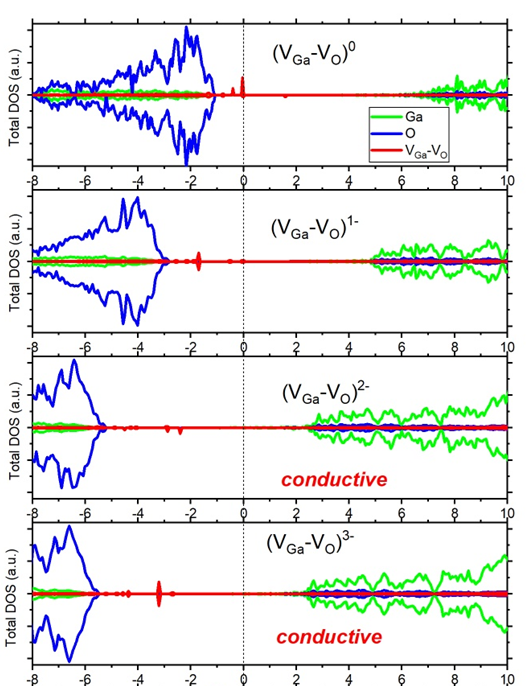 (V_Ga-V_O)^0
Total DOS (a.u.)
Ga
O
V_Ga-V_O
-8 -6 -4 -2 0 2 4 6 8 10
(V_Ga-V_O)^1-
Total DOS (a.u.)
-8 -6 -4 -2 0 2 4 6 8 10
(V_Ga-V_O)^2-
Total DOS (a.u.)
conductive
-8 -6 -4 -2 0 2 4 6 8 10
(V_Ga-V_O)^3-
Total DOS (a.u.)
conductive
-8 -6 -4 -2 0 2 4 6 8 10